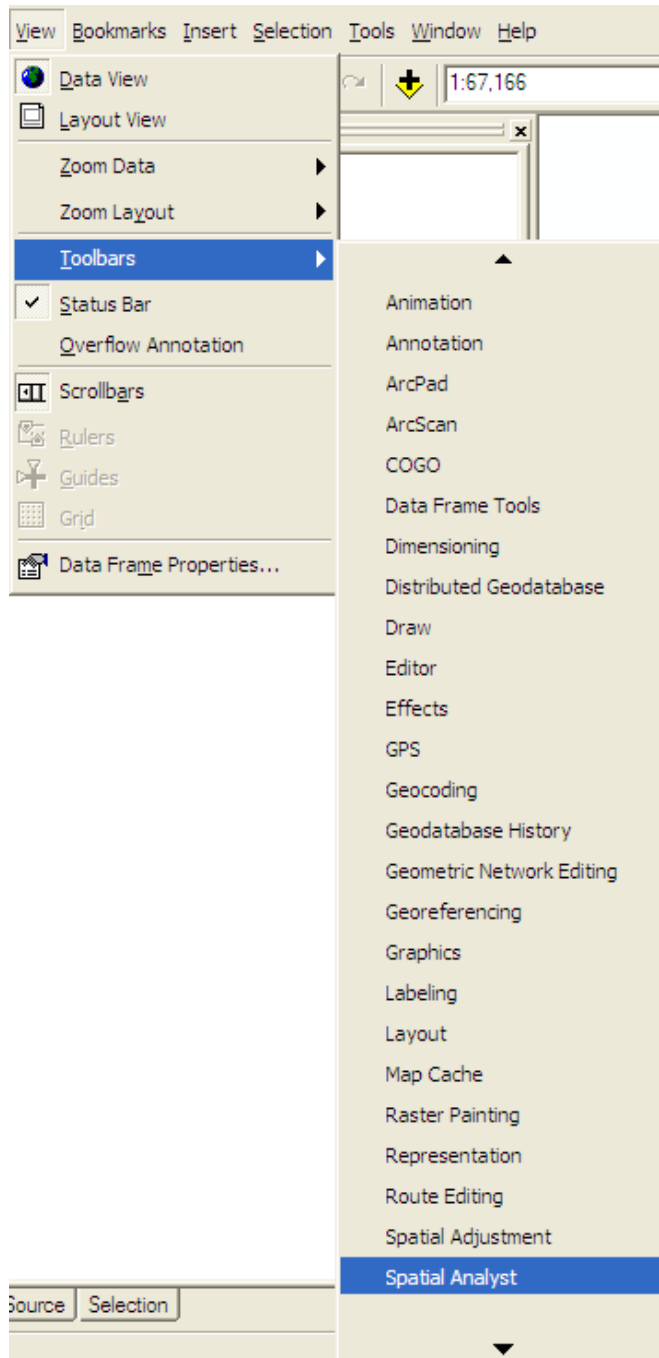 View Bookmarks Insert Selection Tools Window Help
1:67,166
Data View
Layout View
Zoom Data
Zoom Layout
Toolbars
Status Bar
Overflow Annotation
Scrollbars
Rulers
Guides
Grid
Data Frame Properties...
Animation
Annotation
ArcPad
ArcScan
COGO
Data Frame Tools
Dimensioning
Distributed Geodatabase
Draw
Editor
Effects
GPS
Geocoding
Geodatabase History
Geometric Network Editing
Georeferencing
Graphics
Labeling
Layout
Map Cache
Raster Painting
Representation
Route Editing
Spatial Adjustment
Spatial Analyst
Source Selection